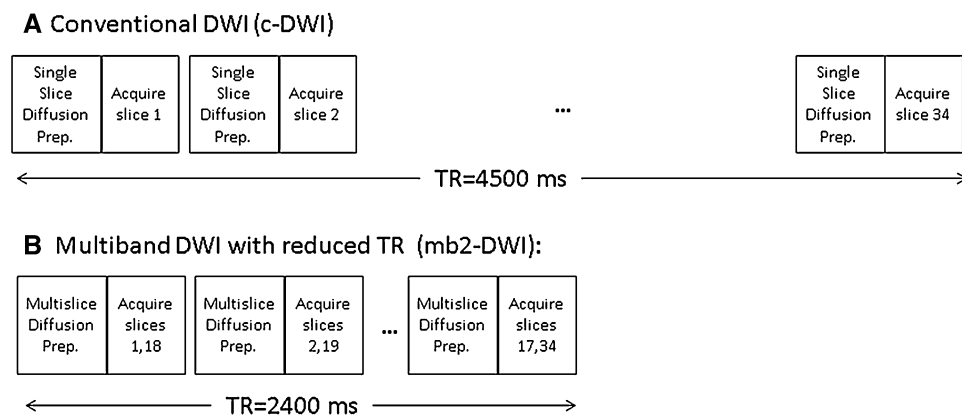 A Conventional DWI (c-DWI)
Single
Slice
Diffusion
Prep.
Acquire
slice 1
Single
Slice
Diffusion
Prep.
Acquire
slice 2
...
Single
Slice
Diffusion
Prep.
Acquire
slice 34
TR=4500 ms
B Multiband DWI with reduced TR (mb2-DWI):
Multislice
Diffusion
Prep.
Acquire
slices
1,18
Multislice
Diffusion
Prep.
Acquire
slices
2,19
...
Multislice
Diffusion
Prep.
Acquire
slices
17,34
TR=2400 ms